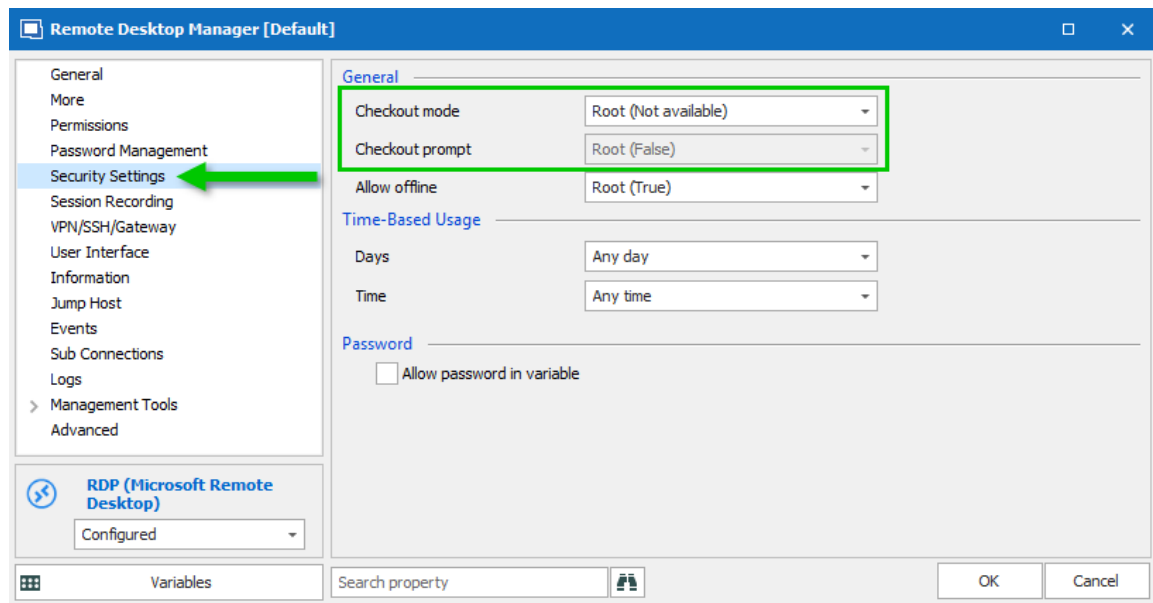 Remote Desktop Manager [Default]
General
More
Permissions
Password Management
Security Settings
Session Recording
VPN/SSH/Gateway
User Interface
Information
Jump Host
Events
Sub Connections
Logs
Management Tools
Advanced
RDP (Microsoft Remote
Desktop)
Configured
Variables
General
Checkout mode Root (Not available)
Checkout prompt Root (False)
Allow offline Root (True)
Time-Based Usage
Days Any day
Time Any time
Password
Allow password in variable
Search property
OK Cancel